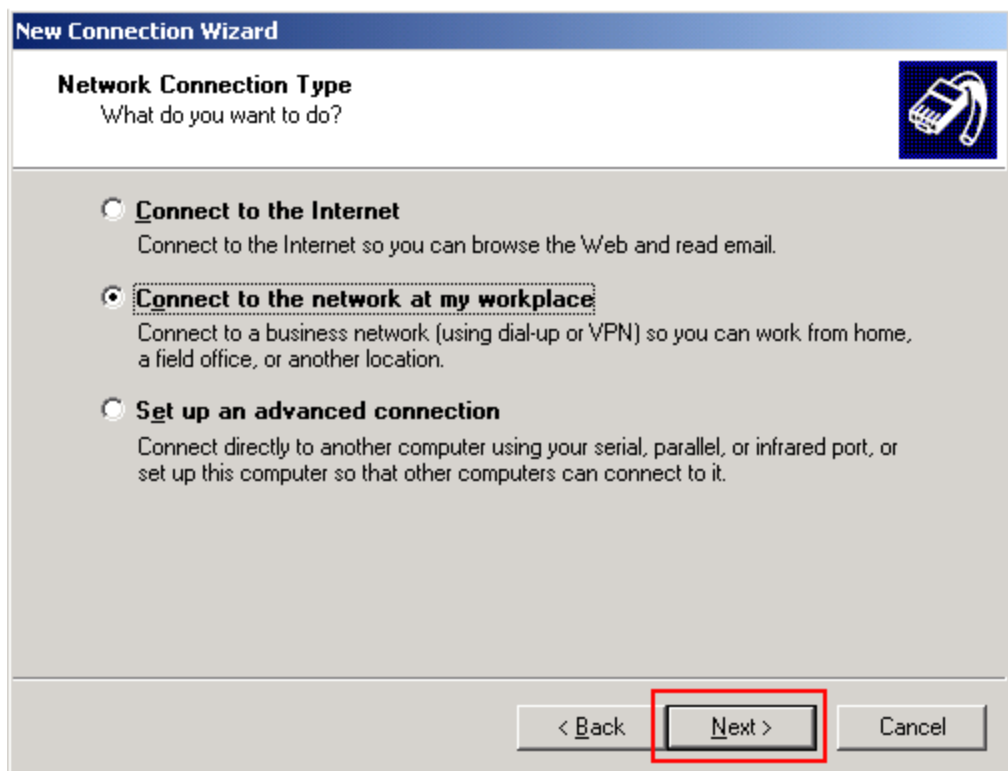 New Connection Wizard
Network Connection Type
What do you want to do?
Connect to the Internet
Connect to the Internet so you can browse the Web and read email.
Connect to the network at my workplace
Connect to a business network (using dial-up or VPN) so you can work from home,
a field office, or another location.
Set up an advanced connection
Connect directly to another computer using your serial, parallel, or infrared port, or
set up this computer so that other computers can connect to it.
< Back Next > Cancel